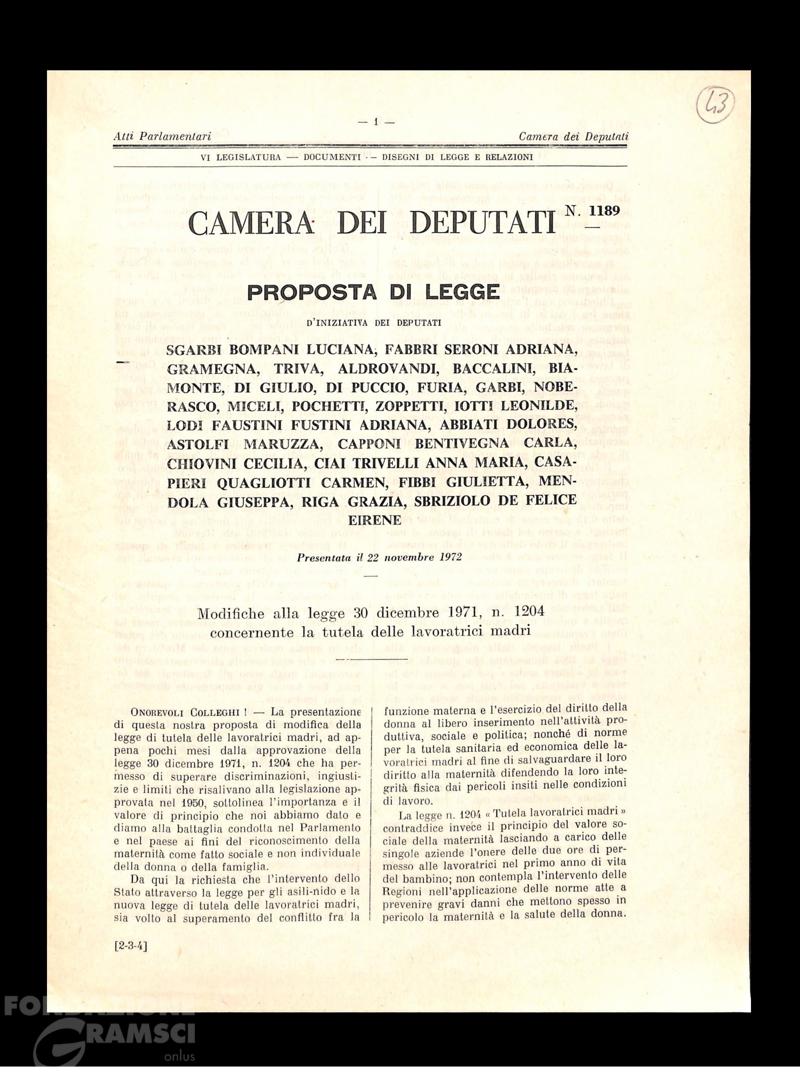 43
— 1 —
Atti Parlamentari Camera dei Deputati
VI LEGISLATURA — DOCUMENTI - DISEGNI DI LEGGE E RELAZIONI
CAMERA DEI DEPUTATI N. 1189
PROPOSTA DI LEGGE
D'INIZIATIVA DEI DEPUTATI
SGARBI BOMPANI LUCIANA, FABBRI SERONI ADRIANA,
GRAMEGNA, TRIVA, ALDROVANDI, BACCALINI, BIA-
MONTE, DI GIULIO, DI PUCCIO, FURIA, GARBI, NOBE-
RASCO, MICELI, POCHETTI, ZOPPETTI, IOTTI LEONILDE,
LODI FAUSTINI FUSTINI ADRIANA, ABBIATI DOLORES,
ASTOLFI MARUZZA, CAPPONI BENTIVEGNA CARLA,
CHIOVINI CECILIA, CIAI TRIVELLI ANNA MARIA, CASA-
PIERI QUAGLIOTTI CARMEN, FIBBI GIULIETTA, MEN-
DOLA GIUSEPPA, RIGA GRAZIA, SBRIZIOLO DE FELICE
EIRENE
Presentata il 22 novembre 1972
Modifiche alla legge 30 dicembre 1971, n. 1204
concernente la tutela delle lavoratrici madri
ONOREVOLI COLLEGHI ! — La presentazione
di questa nostra proposta di modifica della
legge di tutela delle lavoratrici madri, ad ap-
pena pochi mesi dalla approvazione della
legge 30 dicembre 1971, n. 1204 che ha per-
messo di superare discriminazioni, ingiusti-
zie e limiti che risalivano alla legislazione ap-
provata nel 1950, sottolinea l'importanza e il
valore di principio che noi abbiamo dato e
diamo alla battaglia condotta nel Parlamento
e nel paese ai fini del riconoscimento della
maternità come fatto sociale e non individuale
della donna o della famiglia.
Da qui la richiesta che l'intervento dello
Stato attraverso la legge per gli asili-nido e la
nuova legge di tutela delle lavoratrici madri,
sia volto al superamento del conflitto fra la
funzione materna e l'esercizio del diritto della
donna al libero inserimento nell'attività pro-
duttiva, sociale e politica; nonché di norme
per la tutela sanitaria ed economica delle la-
voratrici madri al fine di salvaguardare il loro
diritto alla maternità difendendo la loro inte-
grità fisica dai pericoli insiti nelle condizioni
di lavoro.
La legge n. 1204 « Tutela lavoratrici madri »
contraddice invece il principio del valore so-
ciale della maternità lasciando a carico delle
singole aziende l'onere delle due ore di per-
messo alle lavoratrici nel primo anno di vita
del bambino; non contempla l'intervento delle
Regioni nell'applicazione delle norme atte a
prevenire gravi danni che mettono spesso in
pericolo la maternità e la salute della donna.
[2-3-4]
FONDAZIONE
GRAMSCI
onlus